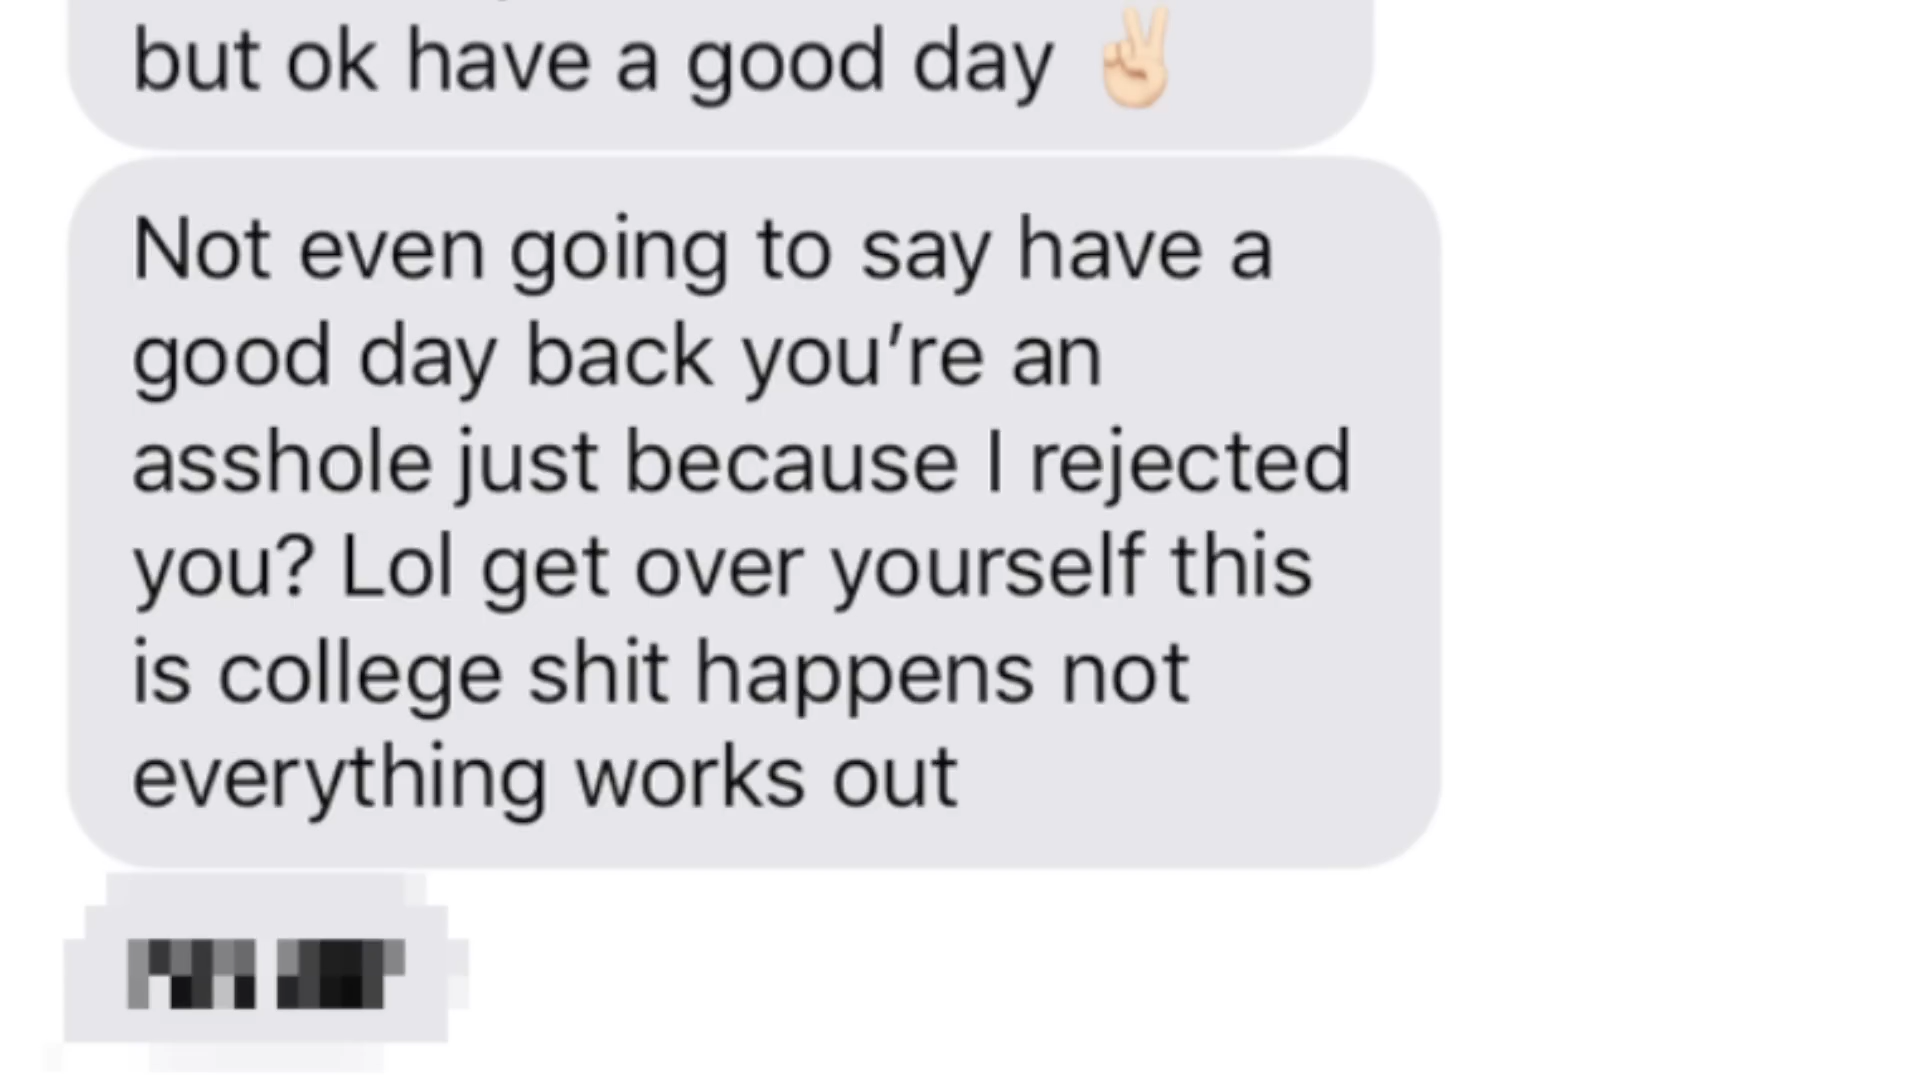 but ok have a good day ✌🏻
Not even going to say have a
good day back you’re an
asshole just because I rejected
you? Lol get over yourself this
is college shit happens not
everything works out